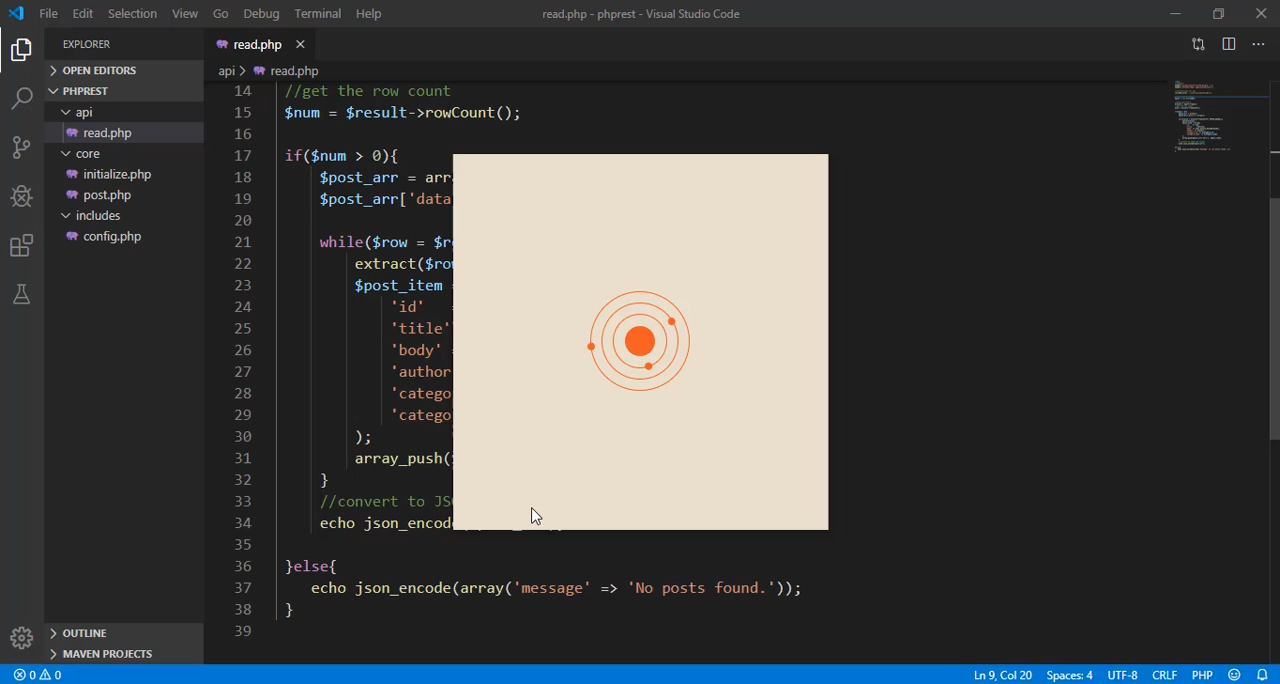 File Edit Selection View Go Debug Terminal Help read.php - phprest - Visual Studio Code
EXPLORER
OPEN EDITORS
PHPREST
api
read.php
core
initialize.php
post.php
includes
config.php
OUTLINE
MAVEN PROJECTS
read.php
api read.php
14 //get the row count
15 $num = $result->rowCount();
16
17 if($num > 0){
18 $post_arr = arr
19 $post_arr['data
20
21 while($row = $r
22 extract($ro
23 $post_item
24 'id'
25 'title'
26 'body'
27 'author
28 'catego
29 'catego
30 );
31 array_push(
32 }
33 //convert to JS
34 echo json_encod
35
36 }else{
37 echo json_encode(array('message' => 'No posts found.'));
38 }
39
0 0 Ln 9, Col 20 Spaces: 4 UTF-8 CRLF PHP